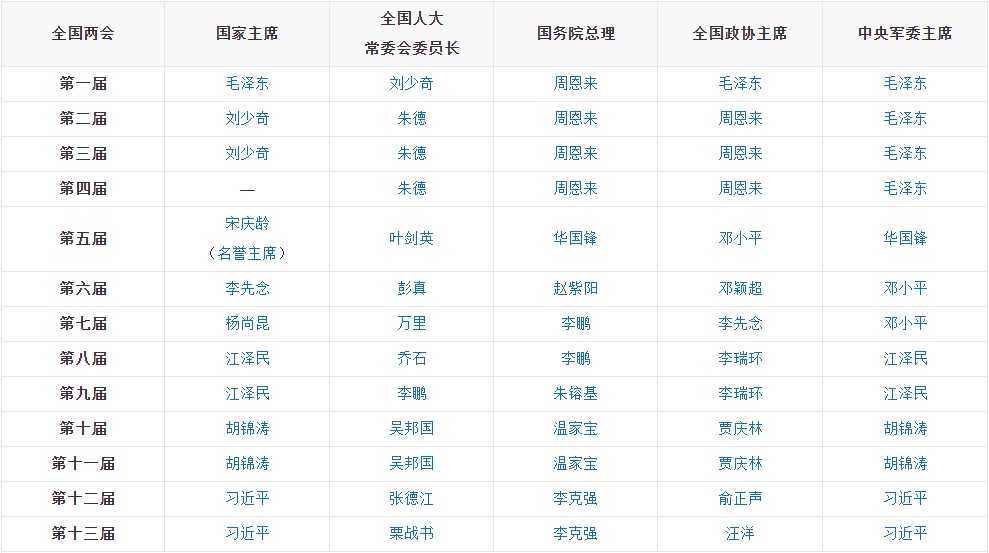 全国两会 国家主席 全国人大 国务院总理 全国政协主席 中央军委主席
常委会委员长
第一届 毛泽东 刘少奇 周恩来 毛泽东 毛泽东
第二届 刘少奇 朱德 周恩来 周恩来 毛泽东
第三届 刘少奇 朱德 周恩来 周恩来 毛泽东
第四届 — 朱德 周恩来 周恩来 毛泽东
第五届 宋庆龄 叶剑英 华国锋 邓小平 华国锋
（名誉主席）
第六届 李先念 彭真 赵紫阳 邓颖超 邓小平
第七届 杨尚昆 万里 李鹏 李先念 邓小平
第八届 江泽民 乔石 李鹏 李瑞环 江泽民
第九届 江泽民 李鹏 朱镕基 李瑞环 江泽民
第十届 胡锦涛 吴邦国 温家宝 贾庆林 胡锦涛
第十一届 胡锦涛 吴邦国 温家宝 贾庆林 胡锦涛
第十二届 习近平 张德江 李克强 俞正声 习近平
第十三届 习近平 栗战书 李克强 汪洋 习近平